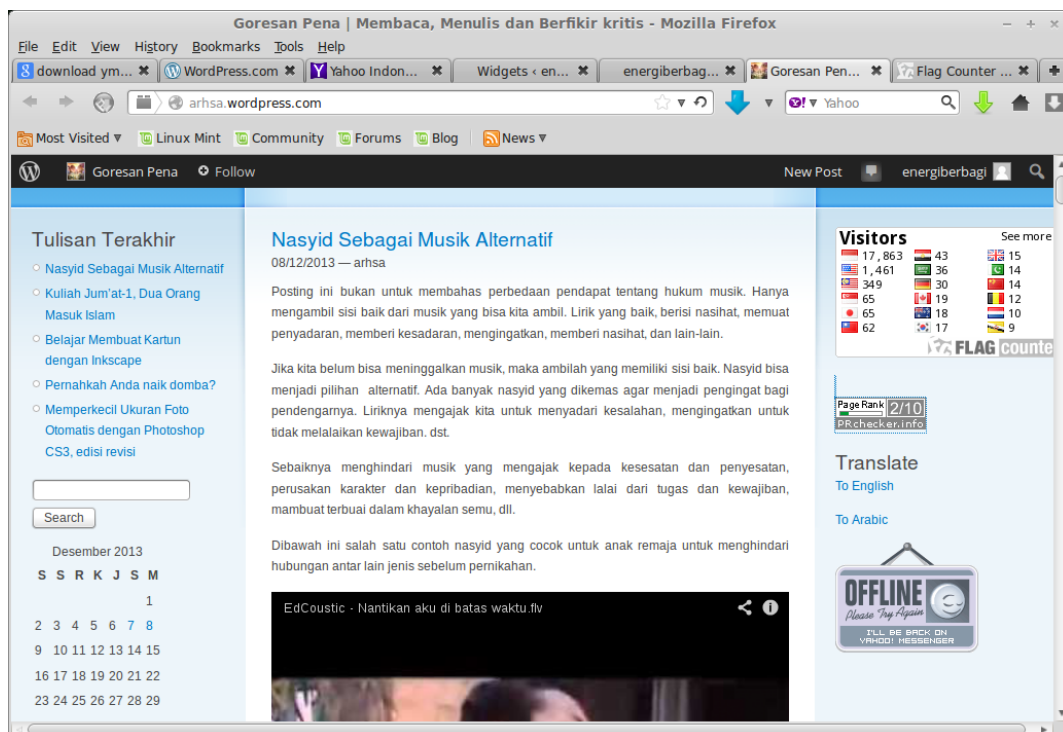 Goresan Pena | Membaca, Menulis dan Berfikir kritis - Mozilla Firefox
File Edit View History Bookmarks Tools Help
download ym... WordPress.com Yahoo Indon... Widgets ‹ en... energiberbag... Goresan Pen... Flag Counter ...
arhsa.wordpress.com Yahoo
Most Visited Linux Mint Community Forums Blog News
Goresan Pena Follow New Post energiberbagi
Tulisan Terakhir
Nasyid Sebagai Musik Alternatif
Kuliah Jum'at-1, Dua Orang
Masuk Islam
Belajar Membuat Kartun
dengan Inkscape
Pernahkah Anda naik domba?
Memperkecil Ukuran Foto
Otomatis dengan Photoshop
CS3, edisi revisi
Search
Desember 2013
S S R K J S M
1
2 3 4 5 6 7 8
9 10 11 12 13 14 15
16 17 18 19 20 21 22
23 24 25 26 27 28 29
Nasyid Sebagai Musik Alternatif
08/12/2013 — arhsa
Posting ini bukan untuk membahas perbedaan pendapat tentang hukum musik. Hanya
mengambil sisi baik dari musik yang bisa kita ambil. Lirik yang baik, berisi nasihat, memuat
penyadaran, memberi kesadaran, mengingatkan, memberi nasihat, dan lain-lain.
Jika kita belum bisa meninggalkan musik, maka ambilah yang memiliki sisi baik. Nasyid bisa
menjadi pilihan alternatif. Ada banyak nasyid yang dikemas agar menjadi pengingat bagi
pendengarnya. Liriknya mengajak kita untuk menyadari kesalahan, mengingatkan untuk
tidak melalaikan kewajiban. dst.
Sebaiknya menghindari musik yang mengajak kepada kesesatan dan penyesatan,
perusakan karakter dan kepribadian, menyebabkan lalai dari tugas dan kewajiban,
mambuat terbuai dalam khayalan semu, dll.
Dibawah ini salah satu contoh nasyid yang cocok untuk anak remaja untuk menghindari
hubungan antar lain jenis sebelum pernikahan.
EdCoustic - Nantikan aku di batas waktu.flv
Visitors See more
17,863 43 15
1,461 36 14
349 30 14
65 19 12
65 18 10
62 17 9
FLAG counte
Page Rank 2/10
PRchecker.info
Translate
To English
To Arabic
OFFLINE
Please Try Again
I'LL BE BACK ON
YAHOO! MESSENGER